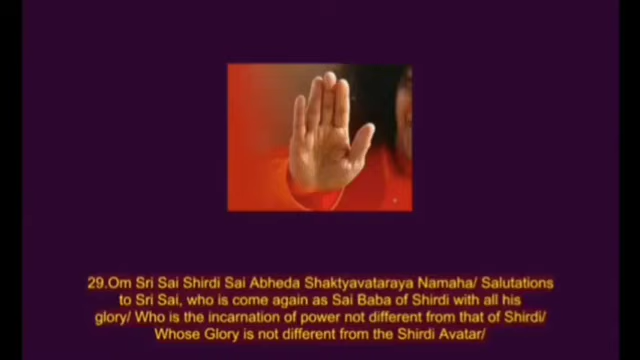 29.Om Sri Sai Shirdi Sai Abheda Shaktyavataraya Namaha/ Salutations
to Sri Sai, who is come again as Sai Baba of Shirdi with all his
glory/ Who is the incarnation of power not different from that of Shirdi/
Whose Glory is not different from the Shirdi Avatar/